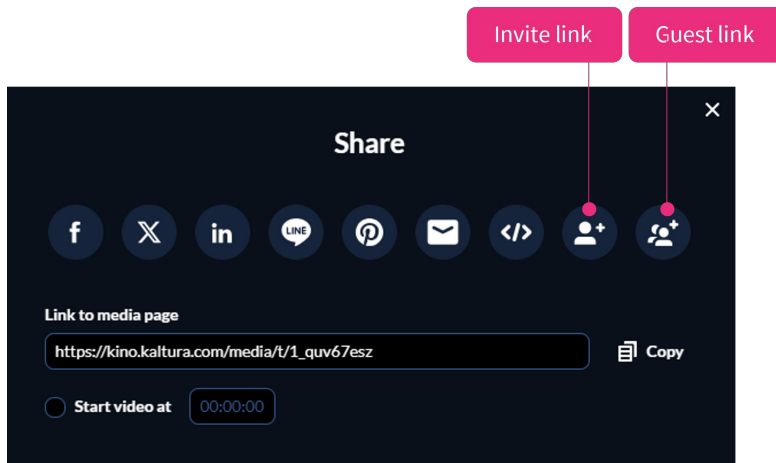 Invite link
Guest link
Share
f
X
in
LINE
</>
Link to media page
https://kino.kaltura.com/media/t/1_quv67esz
Copy
Start video at
00:00:00